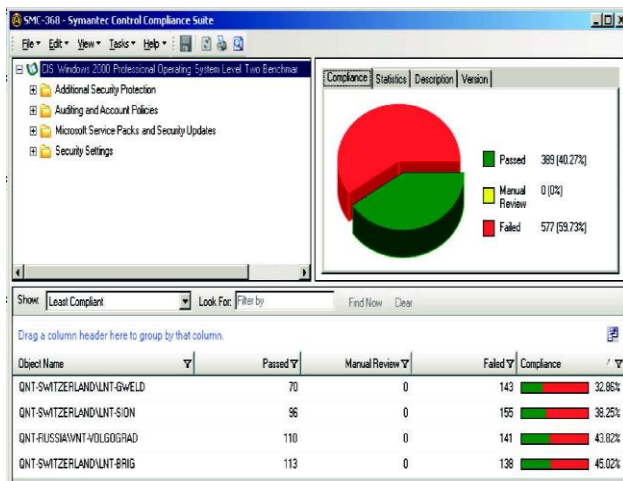 SMC-368 - Symantec Control Compliance Suite
File Edit View Tasks Help
CIS Windows 2000 Professional Operating System Level Two Benchmar
Additional Security Protection
Auditing and Account Policies
Microsoft Service Packs and Security Updates
Security Settings
Compliance Statistics Description Version
Passed 389 (40.27%)
Manual Review 0 (0%)
Failed 577 (59.73%)
Show: Least Compliant Look For: Filter by Find Now Clear
Drag a column header here to group by that column.
Object Name Passed Manual Review Failed Compliance
QNT-SWITZERLAND\LNT-GWELD 70 0 143 32.86%
QNT-SWITZERLAND\LNT-SION 96 0 155 38.25%
QNT-RUSSIA\VNT-VOLGOGRAD 110 0 141 43.82%
QNT-SWITZERLAND\LNT-BRIG 113 0 138 45.02%